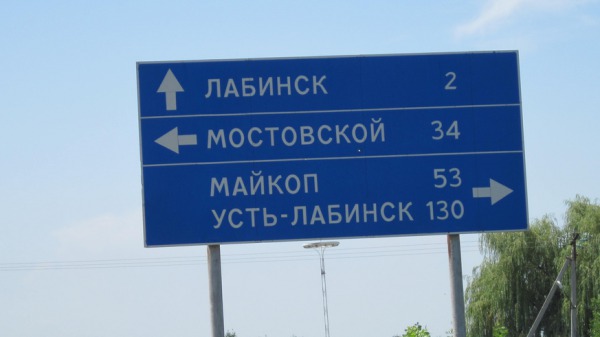 ЛАБИНСК 2
МОСТОВСКОЙ 34
МАЙКОП 53
УСТЬ-ЛАБИНСК 130